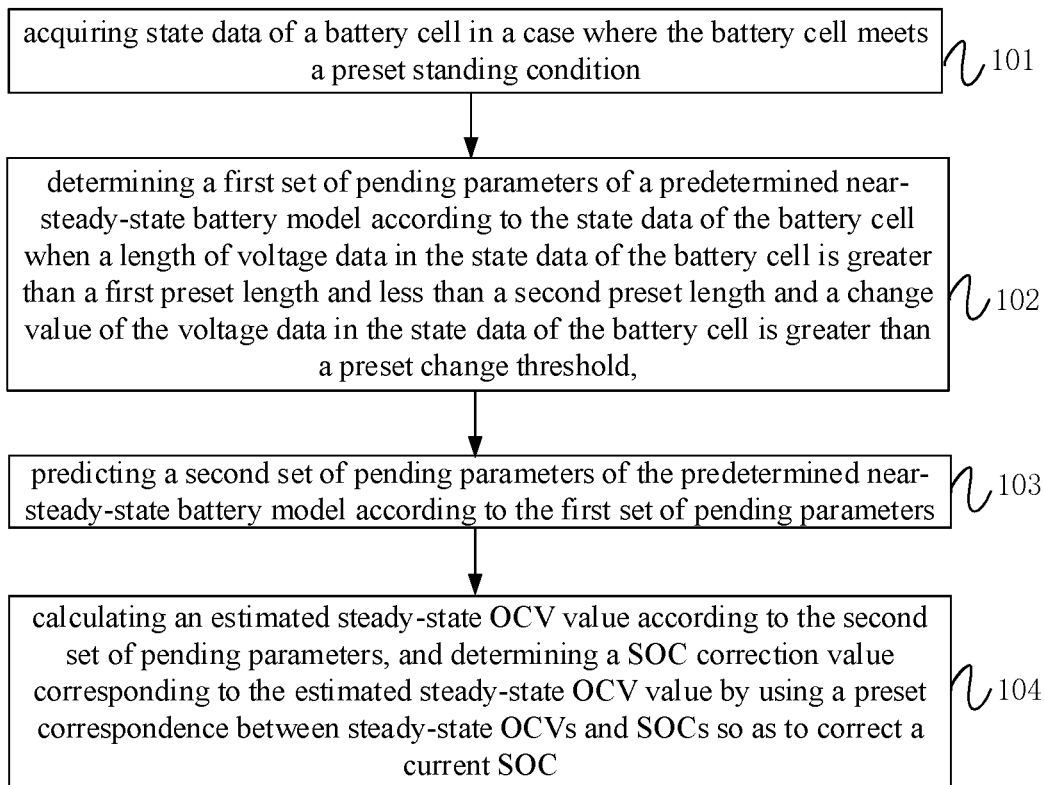 acquiring state data of a battery cell in a case where the battery cell meets
a preset standing condition
101
determining a first set of pending parameters of a predetermined near-
steady-state battery model according to the state data of the battery cell
when a length of voltage data in the state data of the battery cell is greater
than a first preset length and less than a second preset length and a change
value of the voltage data in the state data of the battery cell is greater than
a preset change threshold,
102
predicting a second set of pending parameters of the predetermined near-
steady-state battery model according to the first set of pending parameters
103
calculating an estimated steady-state OCV value according to the second
set of pending parameters, and determining a SOC correction value
corresponding to the estimated steady-state OCV value by using a preset
correspondence between steady-state OCVs and SOCs so as to correct a
current SOC
104